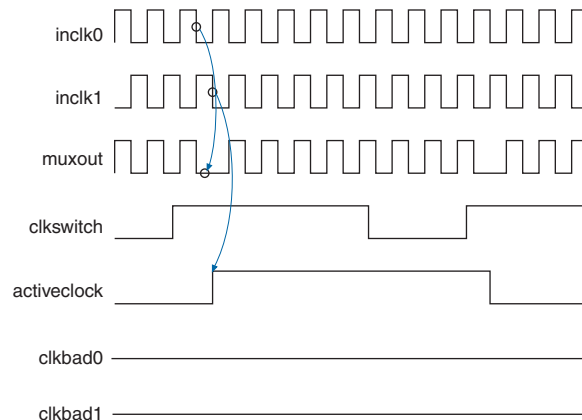 inclk0
inclk1
muxout
clkswitch
activeclock
clkbad0
clkbad1